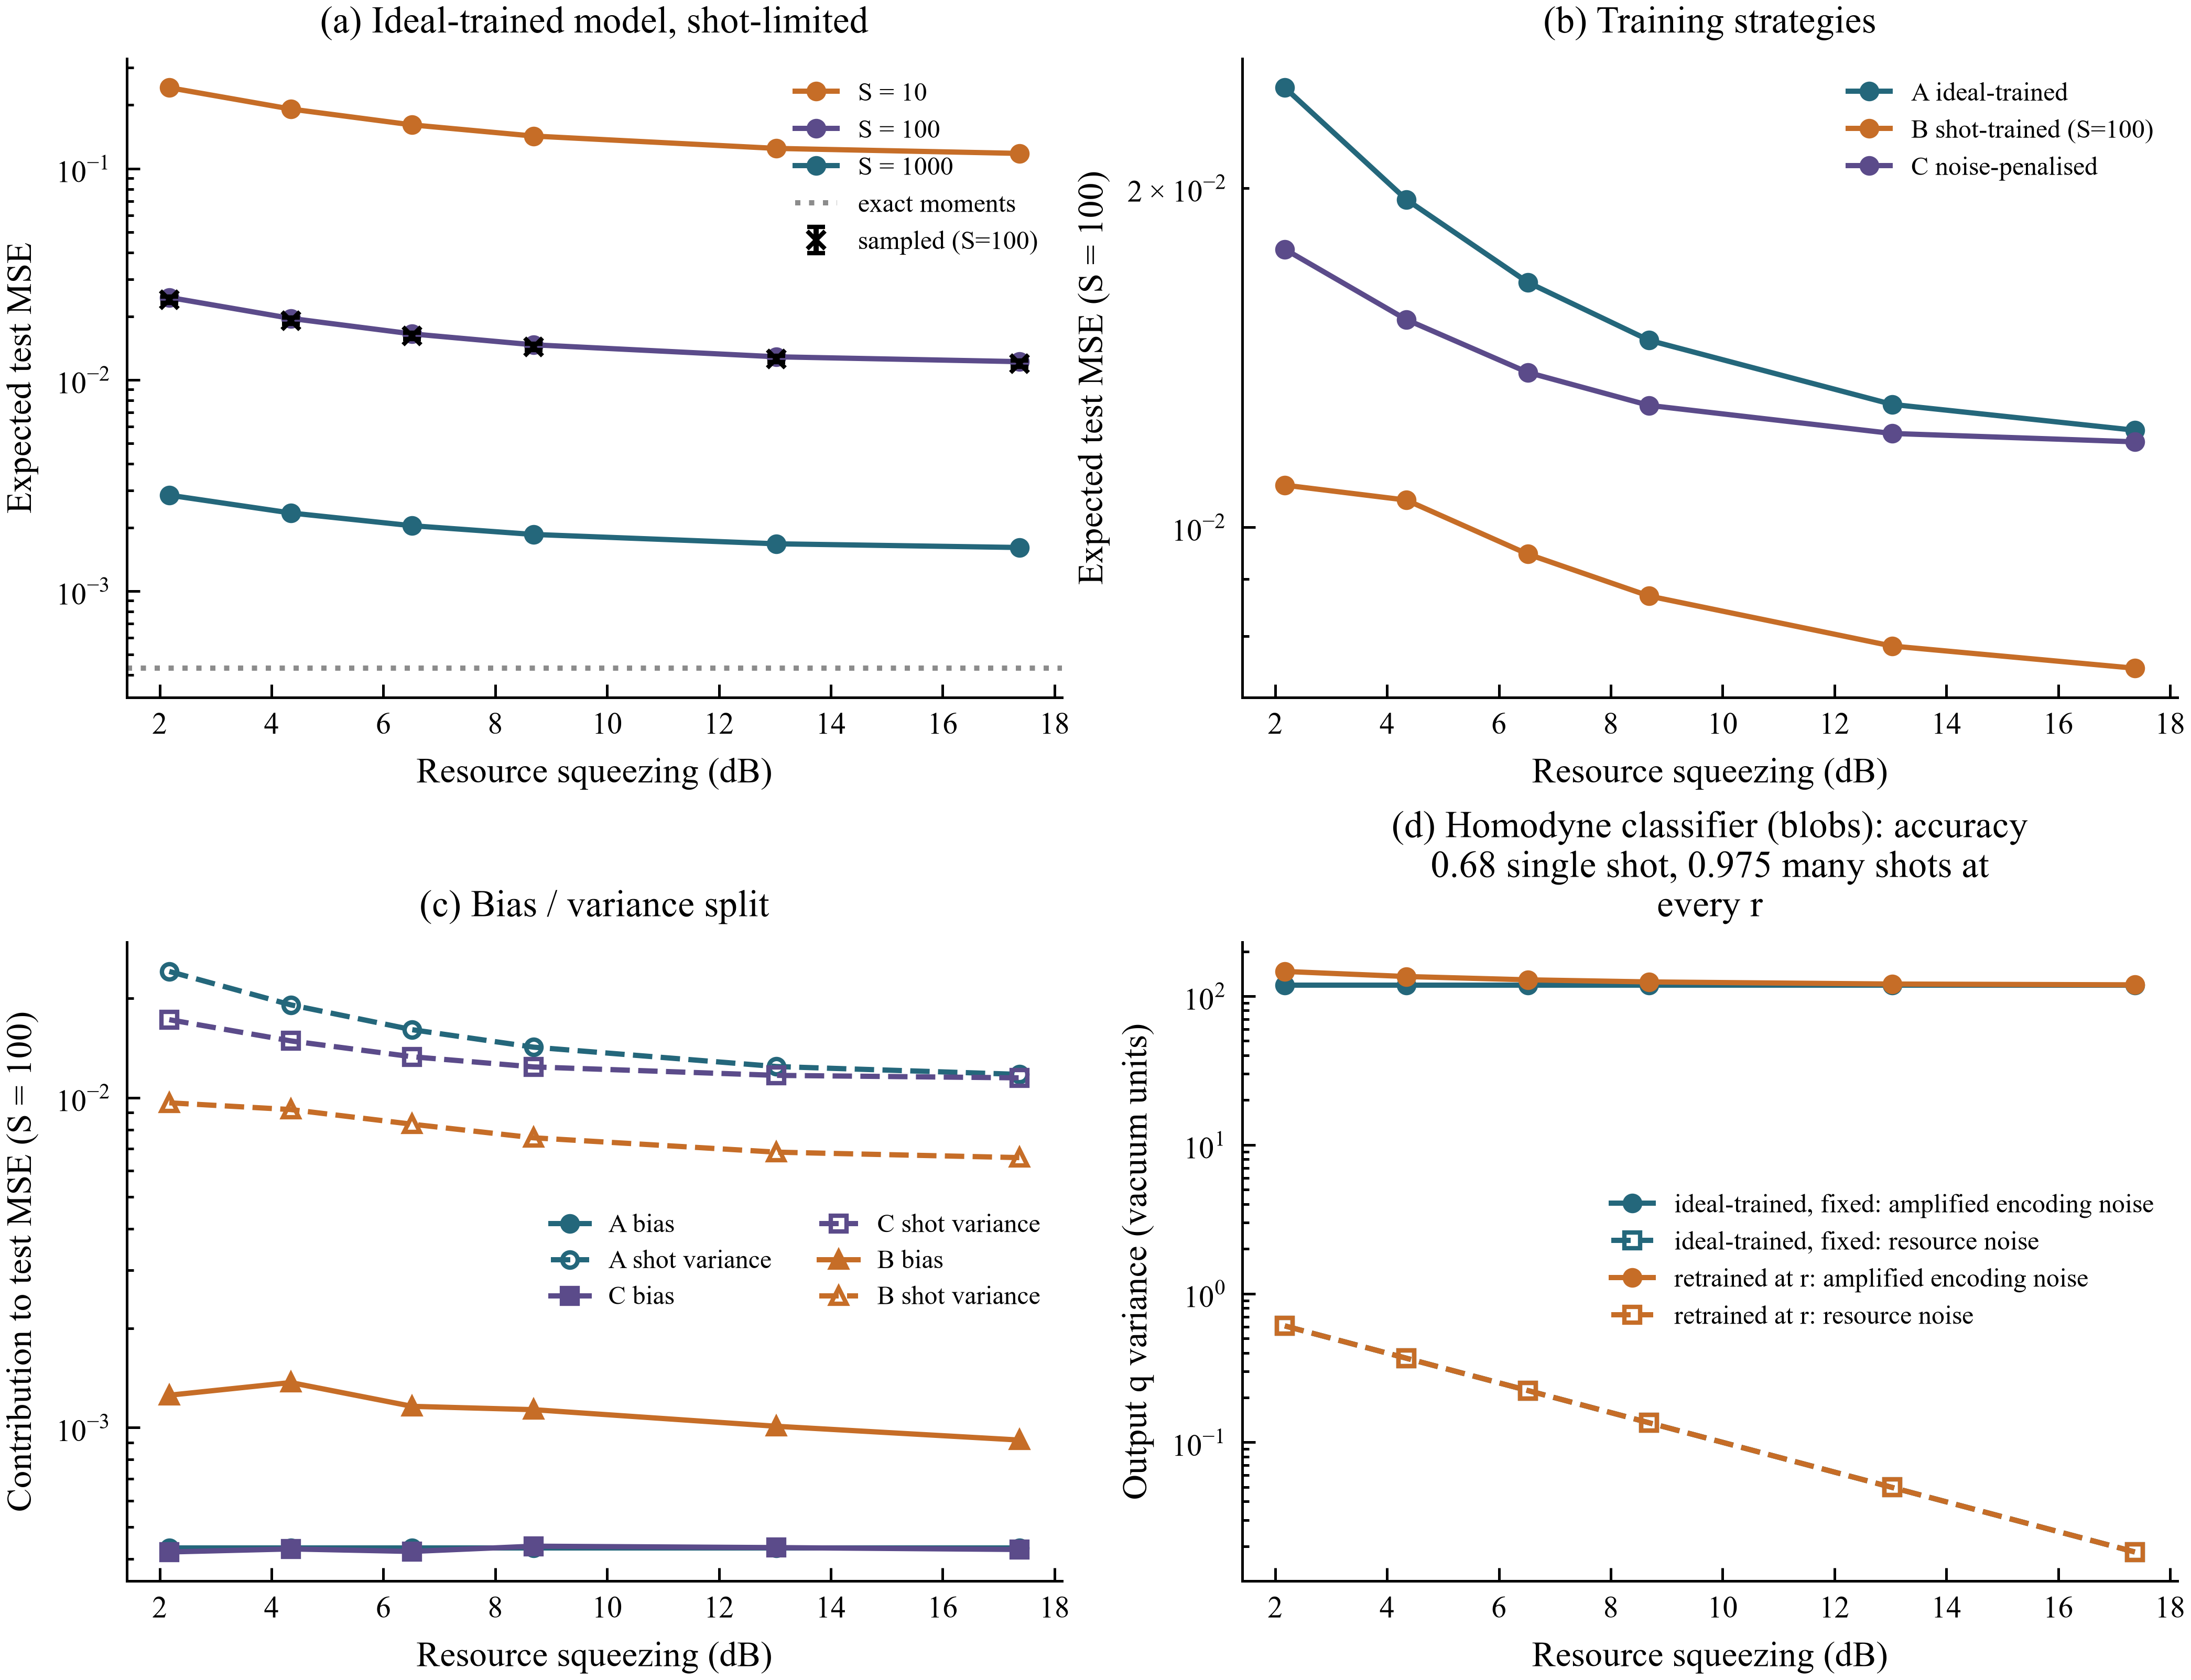 (a) Ideal-trained model, shot-limited
Expected test MSE
10⁻¹
10⁻²
10⁻³
S = 10
S = 100
S = 1000
exact moments
sampled (S=100)
2 4 6 8 10 12 14 16 18
Resource squeezing (dB)
(b) Training strategies
Expected test MSE (S = 100)
2 × 10⁻²
10⁻²
A ideal-trained
B shot-trained (S=100)
C noise-penalised
2 4 6 8 10 12 14 16 18
Resource squeezing (dB)
(c) Bias / variance split
Contribution to test MSE (S = 100)
10⁻²
10⁻³
A bias
A shot variance
C bias
C shot variance
B bias
B shot variance
2 4 6 8 10 12 14 16 18
Resource squeezing (dB)
(d) Homodyne classifier (blobs): accuracy
0.68 single shot, 0.975 many shots at
every r
Output q variance (vacuum units)
10²
10¹
10⁰
10⁻¹
ideal-trained, fixed: amplified encoding noise
ideal-trained, fixed: resource noise
retrained at r: amplified encoding noise
retrained at r: resource noise
2 4 6 8 10 12 14 16 18
Resource squeezing (dB)